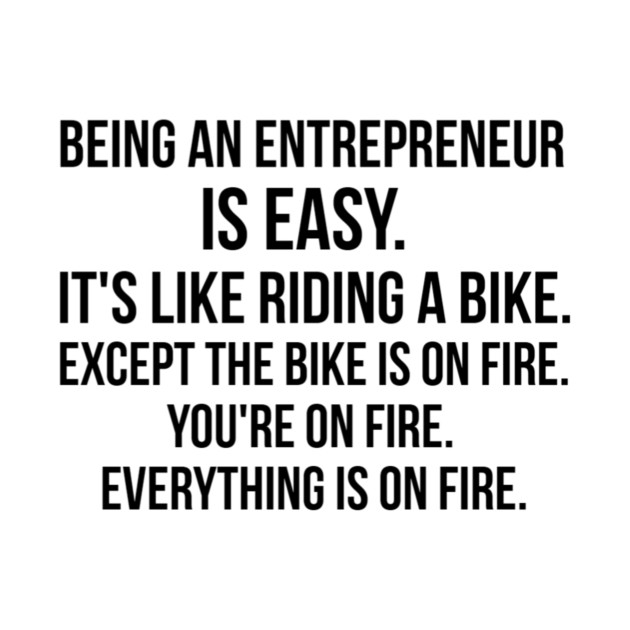 BEING AN ENTREPRENEUR
IS EASY.
IT'S LIKE RIDING A BIKE.
EXCEPT THE BIKE IS ON FIRE.
YOU'RE ON FIRE.
EVERYTHING IS ON FIRE.